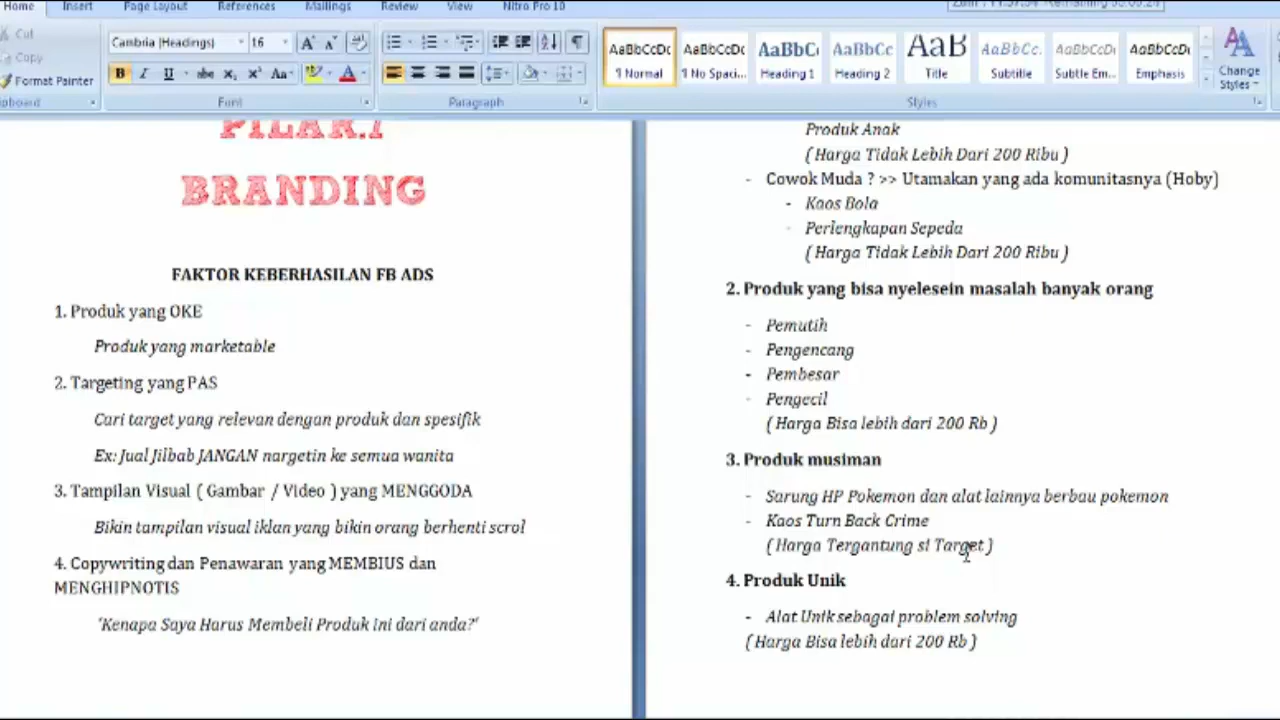 Home Insert Page Layout References Mailings Review View Nitro Pro 10
Cut
Copy
Format Painter
Cambria (Headings) 16
B I U abc x₂ x² Aa
AaBbCcDc AaBbCcDc AaBbC AaBbCc AaB AaBbCc. AaBbCcDc AaBbCcDc
¶ Normal ¶ No Spaci... Heading 1 Heading 2 Title Subtitle Subtle Em... Emphasis
Change
Styles
Font Paragraph Styles
PILAR.7
BRANDING
FAKTOR KEBERHASILAN FB ADS
1. Produk yang OKE
Produk yang marketable
2. Targeting yang PAS
Cari target yang relevan dengan produk dan spesifik
Ex: Jual Jilbab JANGAN nargetin ke semua wanita
3. Tampilan Visual ( Gambar / Video ) yang MENGGODA
Bikin tampilan visual iklan yang bikin orang berhenti scrol
4. Copywriting dan Penawaran yang MEMBIUS dan
MENGHIPNOTIS
'Kenapa Saya Harus Membeli Produk ini dari anda?'
Produk Anak
( Harga Tidak Lebih Dari 200 Ribu )
- Cowok Muda ? >> Utamakan yang ada komunitasnya (Hoby)
- Kaos Bola
- Perlengkapan Sepeda
( Harga Tidak Lebih Dari 200 Ribu )
2. Produk yang bisa nyelesein masalah banyak orang
- Pemutih
- Pengencang
- Pembesar
- Pengecil
( Harga Bisa lebih dari 200 Rb )
3. Produk musiman
- Sarung HP Pokemon dan alat lainnya berbau pokemon
- Kaos Turn Back Crime
( Harga Tergantung si Target )
4. Produk Unik
- Alat Unik sebagai problem solving
( Harga Bisa lebih dari 200 Rb )